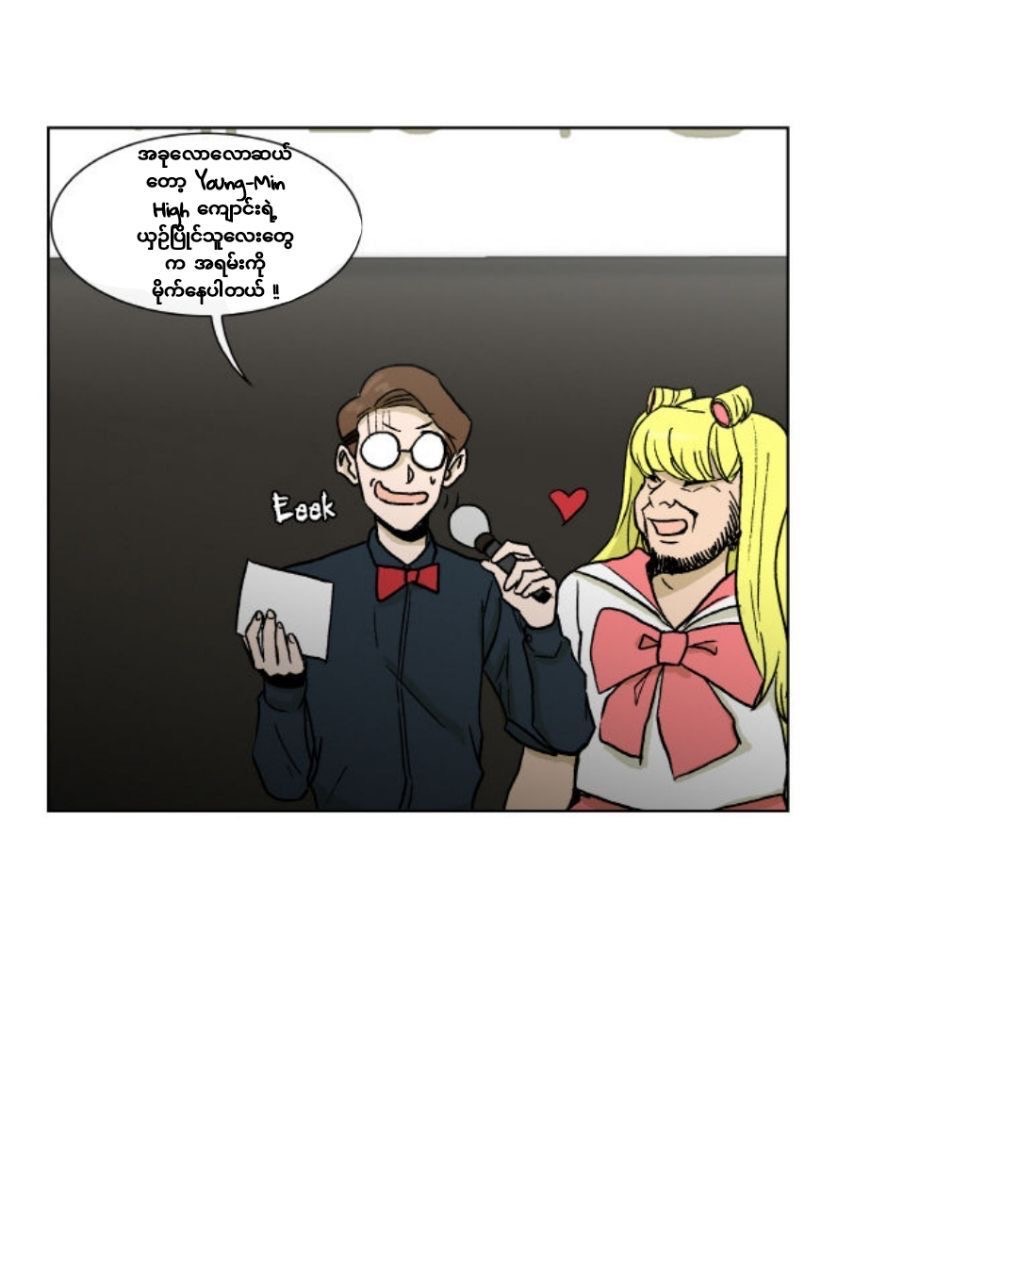 အခုလောလောဆယ်
တော့ Young-Min
High ကျောင်းရဲ့
ယှဉ်ပြိုင်သူလေးတွေ
က အရမ်းကို
မိုက်နေပါတယ် !!
Eeek